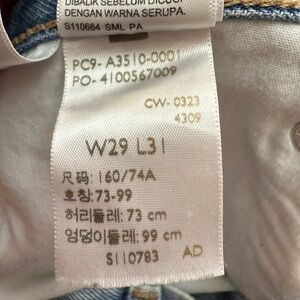 DIBALIK SEBELUM DICUCI
DENGAN WARNA SERUPA.
S110664 SML PA
PC9- A3510-0001
PO- 4100567009
CW- 0323
4309
W29 L31
尺码: 160/74A
호칭: 73-99
허리둘레: 73 cm
엉덩이둘레: 99 cm
S110783 AD